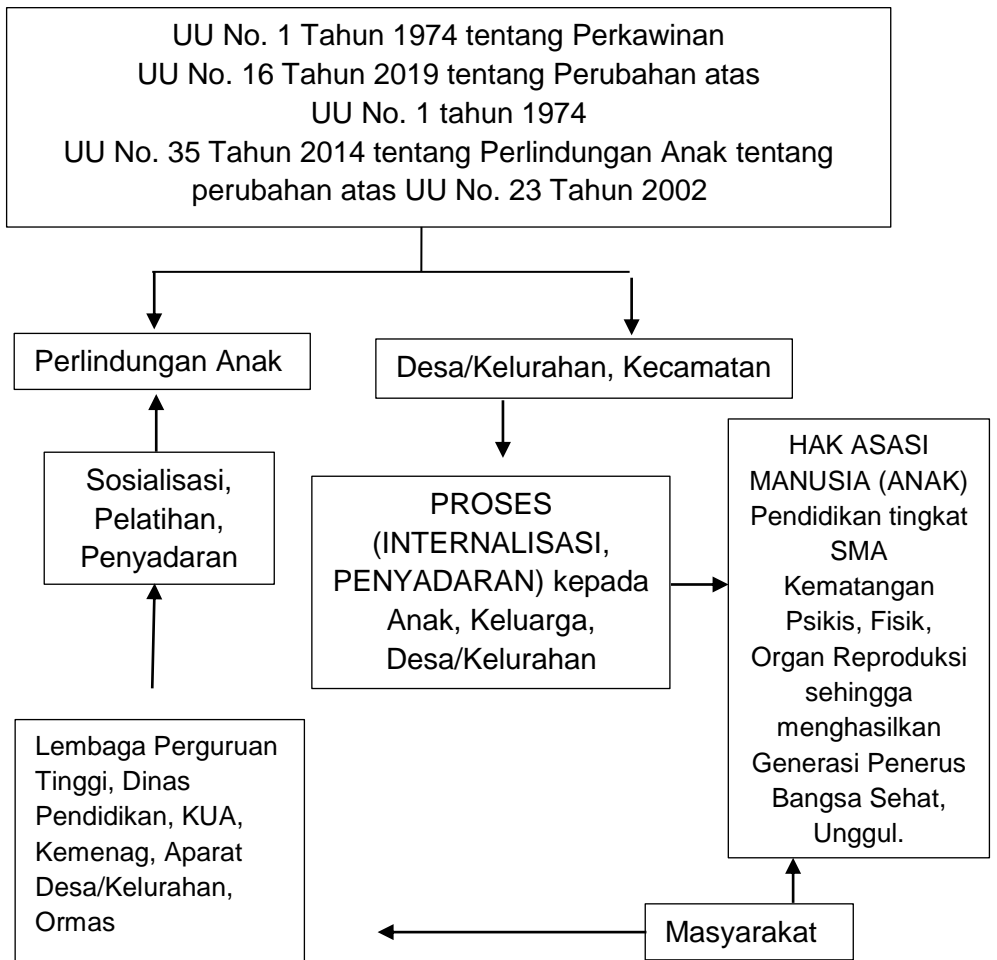 UU No. 1 Tahun 1974 tentang Perkawinan
UU No. 16 Tahun 2019 tentang Perubahan atas
UU No. 1 tahun 1974
UU No. 35 Tahun 2014 tentang Perlindungan Anak tentang
perubahan atas UU No. 23 Tahun 2002
Perlindungan Anak
Desa/Kelurahan, Kecamatan
Sosialisasi,
Pelatihan,
Penyadaran
PROSES
(INTERNALISASI,
PENYADARAN) kepada
Anak, Keluarga,
Desa/Kelurahan
HAK ASASI
MANUSIA (ANAK)
Pendidikan tingkat
SMA
Kematangan
Psikis, Fisik,
Organ Reproduksi
sehingga
menghasilkan
Generasi Penerus
Bangsa Sehat,
Unggul.
Lembaga Perguruan
Tinggi, Dinas
Pendidikan, KUA,
Kemenag, Aparat
Desa/Kelurahan,
Ormas
Masyarakat